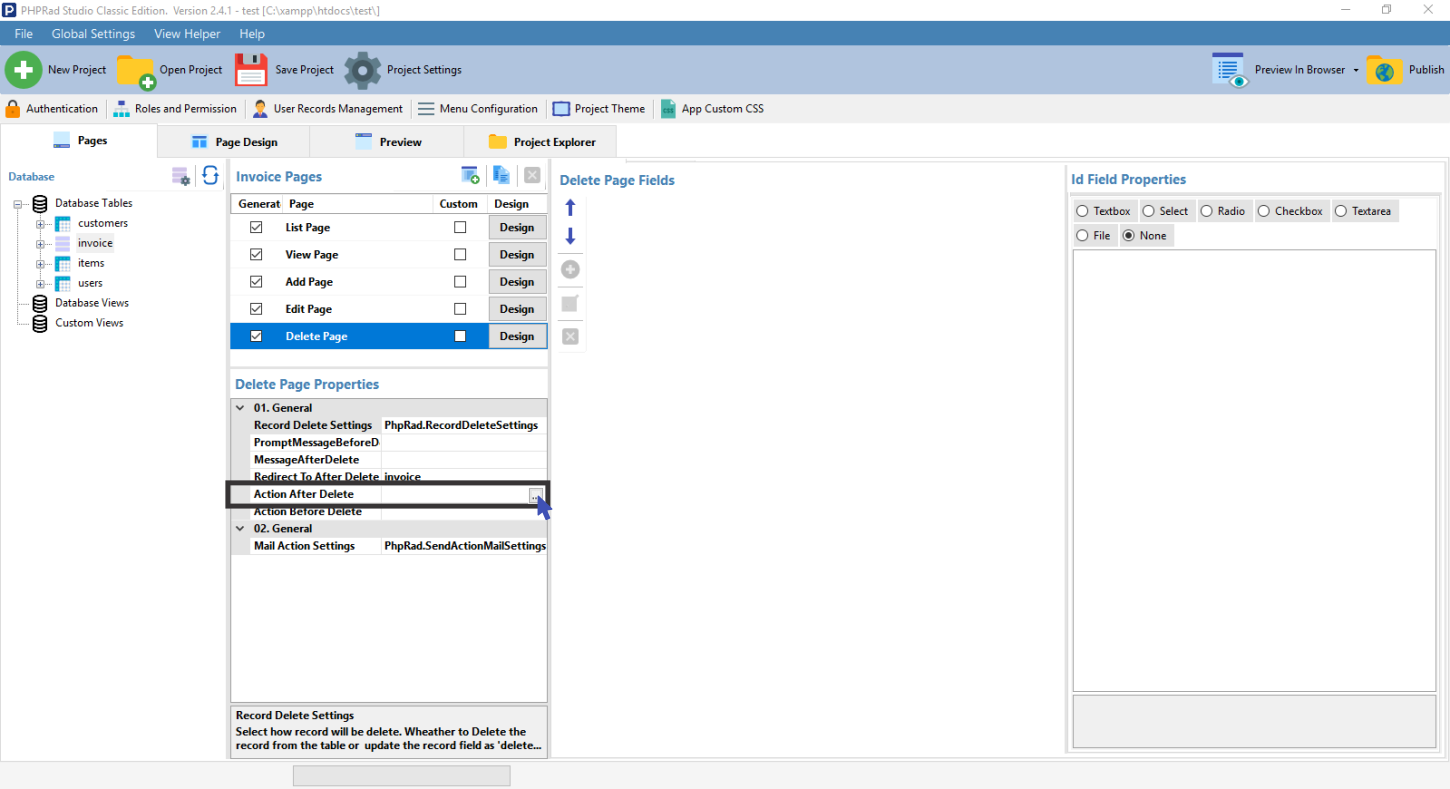 PHPRad Studio Classic Edition. Version 2.4.1 - test [C:\xampp\htdocs\test\]
File Global Settings View Helper Help
New Project Open Project Save Project Project Settings Preview In Browser Publish
Authentication Roles and Permission User Records Management Menu Configuration Project Theme App Custom CSS
Pages Page Design Preview Project Explorer
Database
Database Tables
customers
invoice
items
users
Database Views
Custom Views
Invoice Pages
Generat Page Custom Design
List Page Design
View Page Design
Add Page Design
Edit Page Design
Delete Page Design
Delete Page Properties
01. General
Record Delete Settings PhpRad.RecordDeleteSettings
PromptMessageBeforeD
MessageAfterDelete
Redirect To After Delete invoice
Action After Delete ...
Action Before Delete
02. General
Mail Action Settings PhpRad.SendActionMailSettings
Record Delete Settings
Select how record will be delete. Wheather to Delete the
record from the table or update the record field as 'delete...
Delete Page Fields
Id Field Properties
Textbox Select Radio Checkbox Textarea
File None